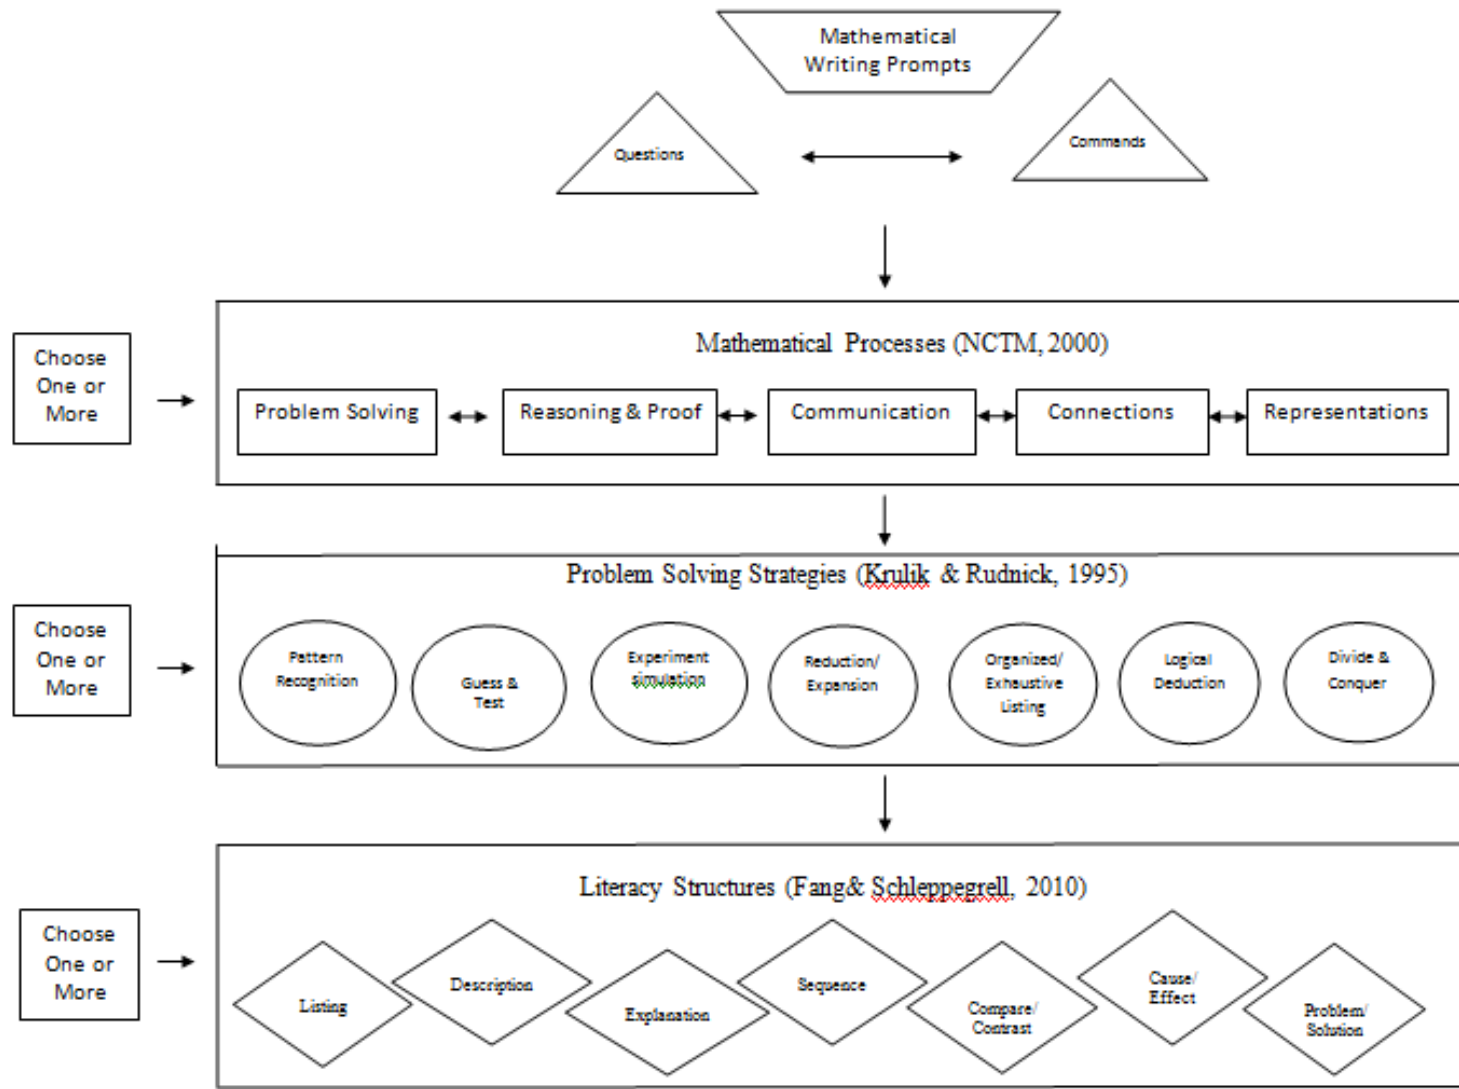 Mathematical
Writing Prompts
Questions
Commands
Choose
One or
More
Mathematical Processes (NCTM, 2000)
Problem Solving
Reasoning & Proof
Communication
Connections
Representations
Choose
One or
More
Problem Solving Strategies (Krulik & Rudnick, 1995)
Pattern
Recognition
Guess &
Test
Experiment
simulation
Reduction/
Expansion
Organized/
Exhaustive
Listing
Logical
Deduction
Divide &
Conquer
Choose
One or
More
Literacy Structures (Fang& Schleppegrell, 2010)
Listing
Description
Explanation
Sequence
Compare/
Contrast
Cause/
Effect
Problem/
Solution